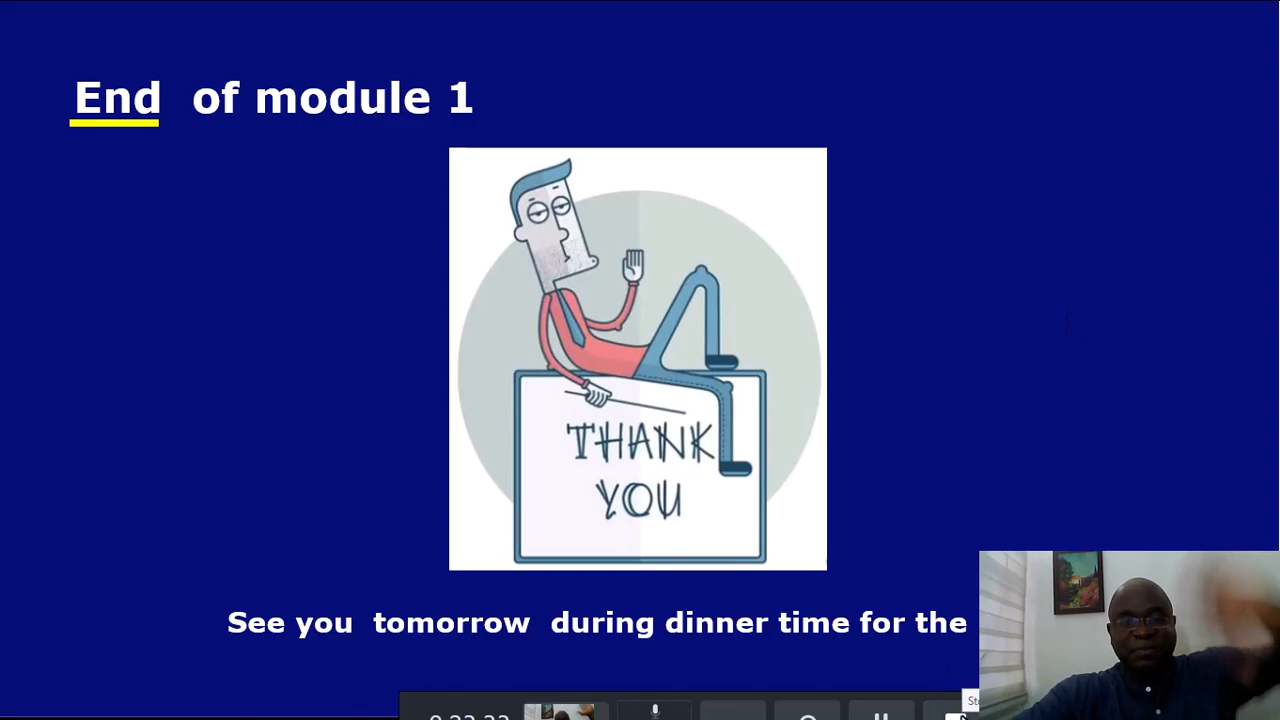 End of module 1
THANK
YOU
See you tomorrow during dinner time for the